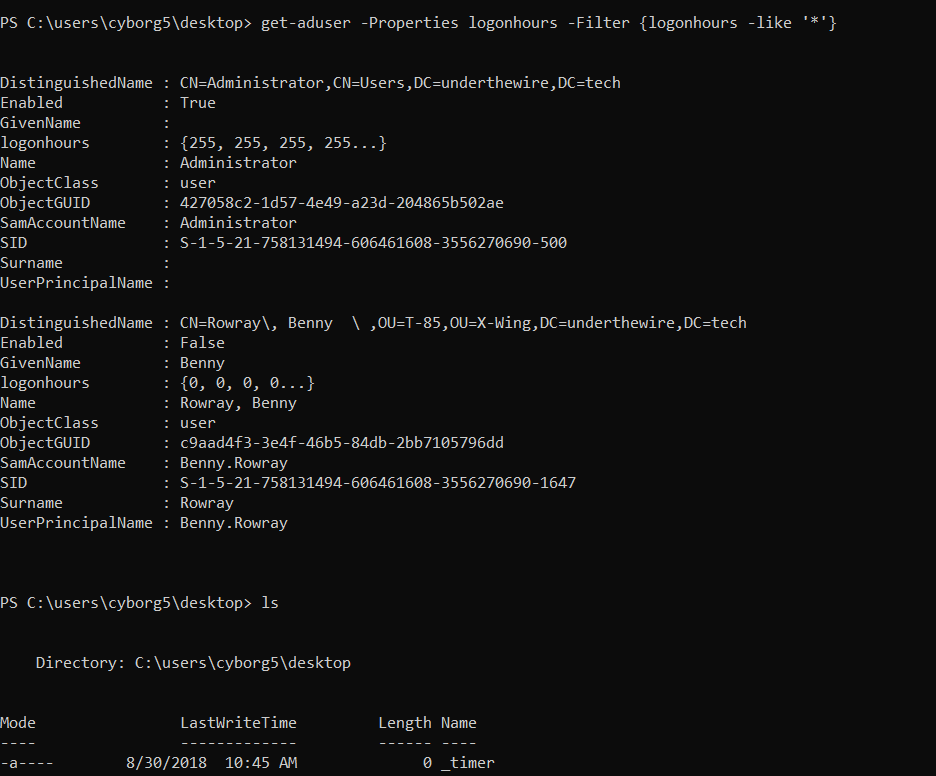 PS C:\users\cyborg5\desktop> get-aduser -Properties logonhours -Filter {logonhours -like '*'}
DistinguishedName : CN=Administrator,CN=Users,DC=underthewire,DC=tech
Enabled           : True
GivenName         :
logonhours        : {255, 255, 255, 255...}
Name              : Administrator
ObjectClass       : user
ObjectGUID        : 427058c2-1d57-4e49-a23d-204865b502ae
SamAccountName    : Administrator
SID               : S-1-5-21-758131494-606461608-3556270690-500
Surname           :
UserPrincipalName :
DistinguishedName : CN=Rowray\, Benny  \ ,OU=T-85,OU=X-Wing,DC=underthewire,DC=tech
Enabled           : False
GivenName         : Benny
logonhours        : {0, 0, 0, 0...}
Name              : Rowray, Benny
ObjectClass       : user
ObjectGUID        : c9aad4f3-3e4f-46b5-84db-2bb7105796dd
SamAccountName    : Benny.Rowray
SID               : S-1-5-21-758131494-606461608-3556270690-1647
Surname           : Rowray
UserPrincipalName : Benny.Rowray
PS C:\users\cyborg5\desktop> ls
    Directory: C:\users\cyborg5\desktop
Mode                LastWriteTime         Length Name
----                -------------         ------ ----
-a----        8/30/2018  10:45 AM              0 _timer